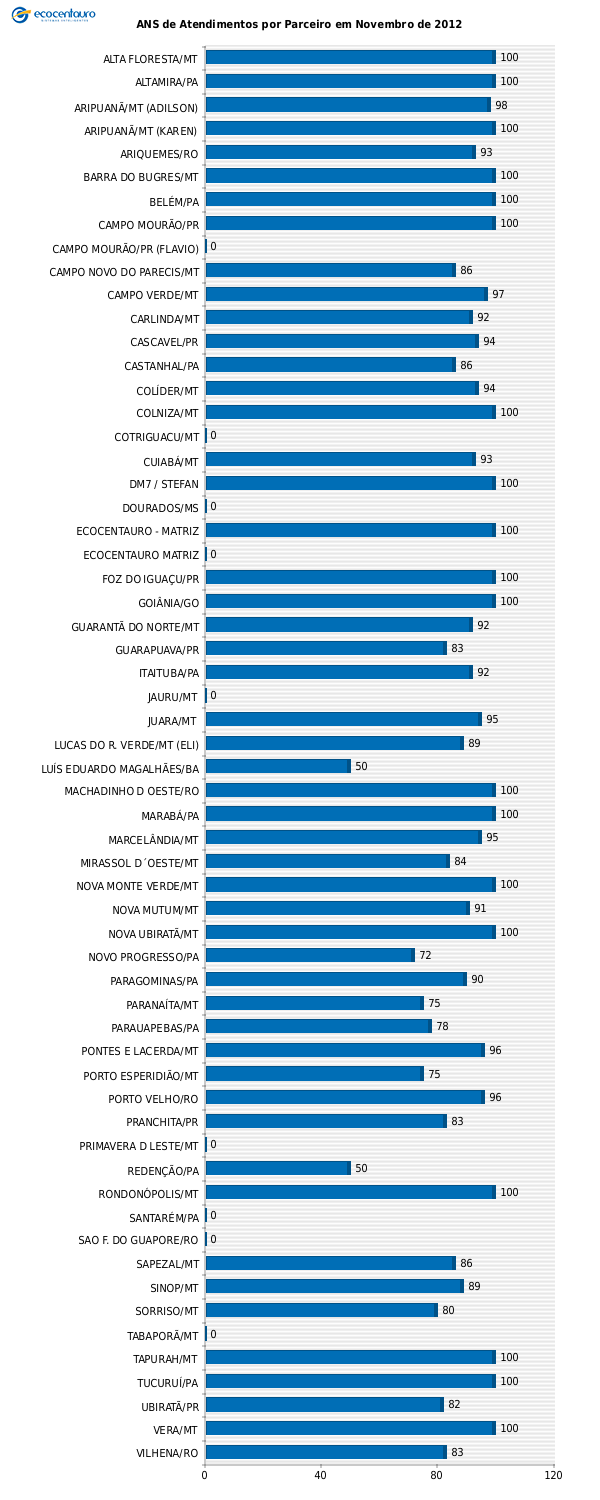 ecocentauro
ANS de Atendimentos por Parceiro em Novembro de 2012
ALTA FLORESTA/MT 100
ALTAMIRA/PA 100
ARIPUANÃ/MT (ADILSON) 98
ARIPUANÃ/MT (KAREN) 100
ARIQUEMES/RO 93
BARRA DO BUGRES/MT 100
BELÉM/PA 100
CAMPO MOURÃO/PR 100
CAMPO MOURÃO/PR (FLAVIO) 0
CAMPO NOVO DO PARECIS/MT 86
CAMPO VERDE/MT 97
CARLINDA/MT 92
CASCAVEL/PR 94
CASTANHAL/PA 86
COLÍDER/MT 94
COLNIZA/MT 100
COTRIGUACU/MT 0
CUIABÁ/MT 93
DM7 / STEFAN 100
DOURADOS/MS 0
ECOCENTAURO - MATRIZ 100
ECOCENTAURO MATRIZ 0
FOZ DO IGUAÇU/PR 100
GOIÂNIA/GO 100
GUARANTÃ DO NORTE/MT 92
GUARAPUAVA/PR 83
ITAITUBA/PA 92
JAURU/MT 0
JUARA/MT 95
LUCAS DO R. VERDE/MT (ELI) 89
LUÍS EDUARDO MAGALHÃES/BA 50
MACHADINHO D OESTE/RO 100
MARABÁ/PA 100
MARCELÂNDIA/MT 95
MIRASSOL D´OESTE/MT 84
NOVA MONTE VERDE/MT 100
NOVA MUTUM/MT 91
NOVA UBIRATÃ/MT 100
NOVO PROGRESSO/PA 72
PARAGOMINAS/PA 90
PARANAÍTA/MT 75
PARAUAPEBAS/PA 78
PONTES E LACERDA/MT 96
PORTO ESPERIDIÃO/MT 75
PORTO VELHO/RO 96
PRANCHITA/PR 83
PRIMAVERA D LESTE/MT 0
REDENÇÃO/PA 50
RONDONÓPOLIS/MT 100
SANTARÉM/PA 0
SAO F. DO GUAPORE/RO 0
SAPEZAL/MT 86
SINOP/MT 89
SORRISO/MT 80
TABAPORÃ/MT 0
TAPURAH/MT 100
TUCURUÍ/PA 100
UBIRATÃ/PR 82
VERA/MT 100
VILHENA/RO 83
0 40 80 120